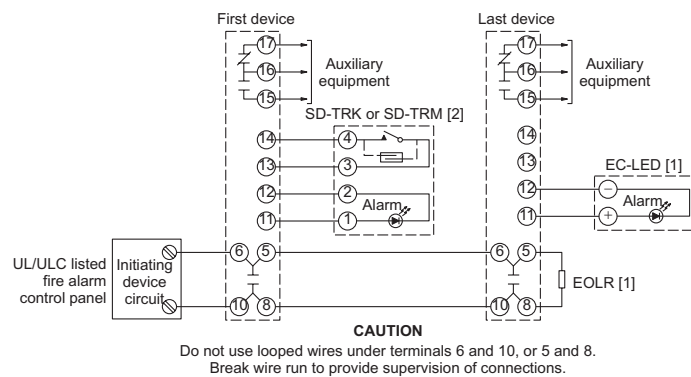 First device
Last device
17
16
15
Auxiliary
equipment
17
16
15
Auxiliary
equipment
SD-TRK or SD-TRM [2]
14
13
12
11
4
3
2
1
Alarm
14
13
12
11
EC-LED [1]
−
+
Alarm
UL/ULC listed
fire alarm
control panel
Initiating
device
circuit
6
5
10
8
6
5
10
8
EOLR [1]
CAUTION
Do not use looped wires under terminals 6 and 10, or 5 and 8.
Break wire run to provide supervision of connections.